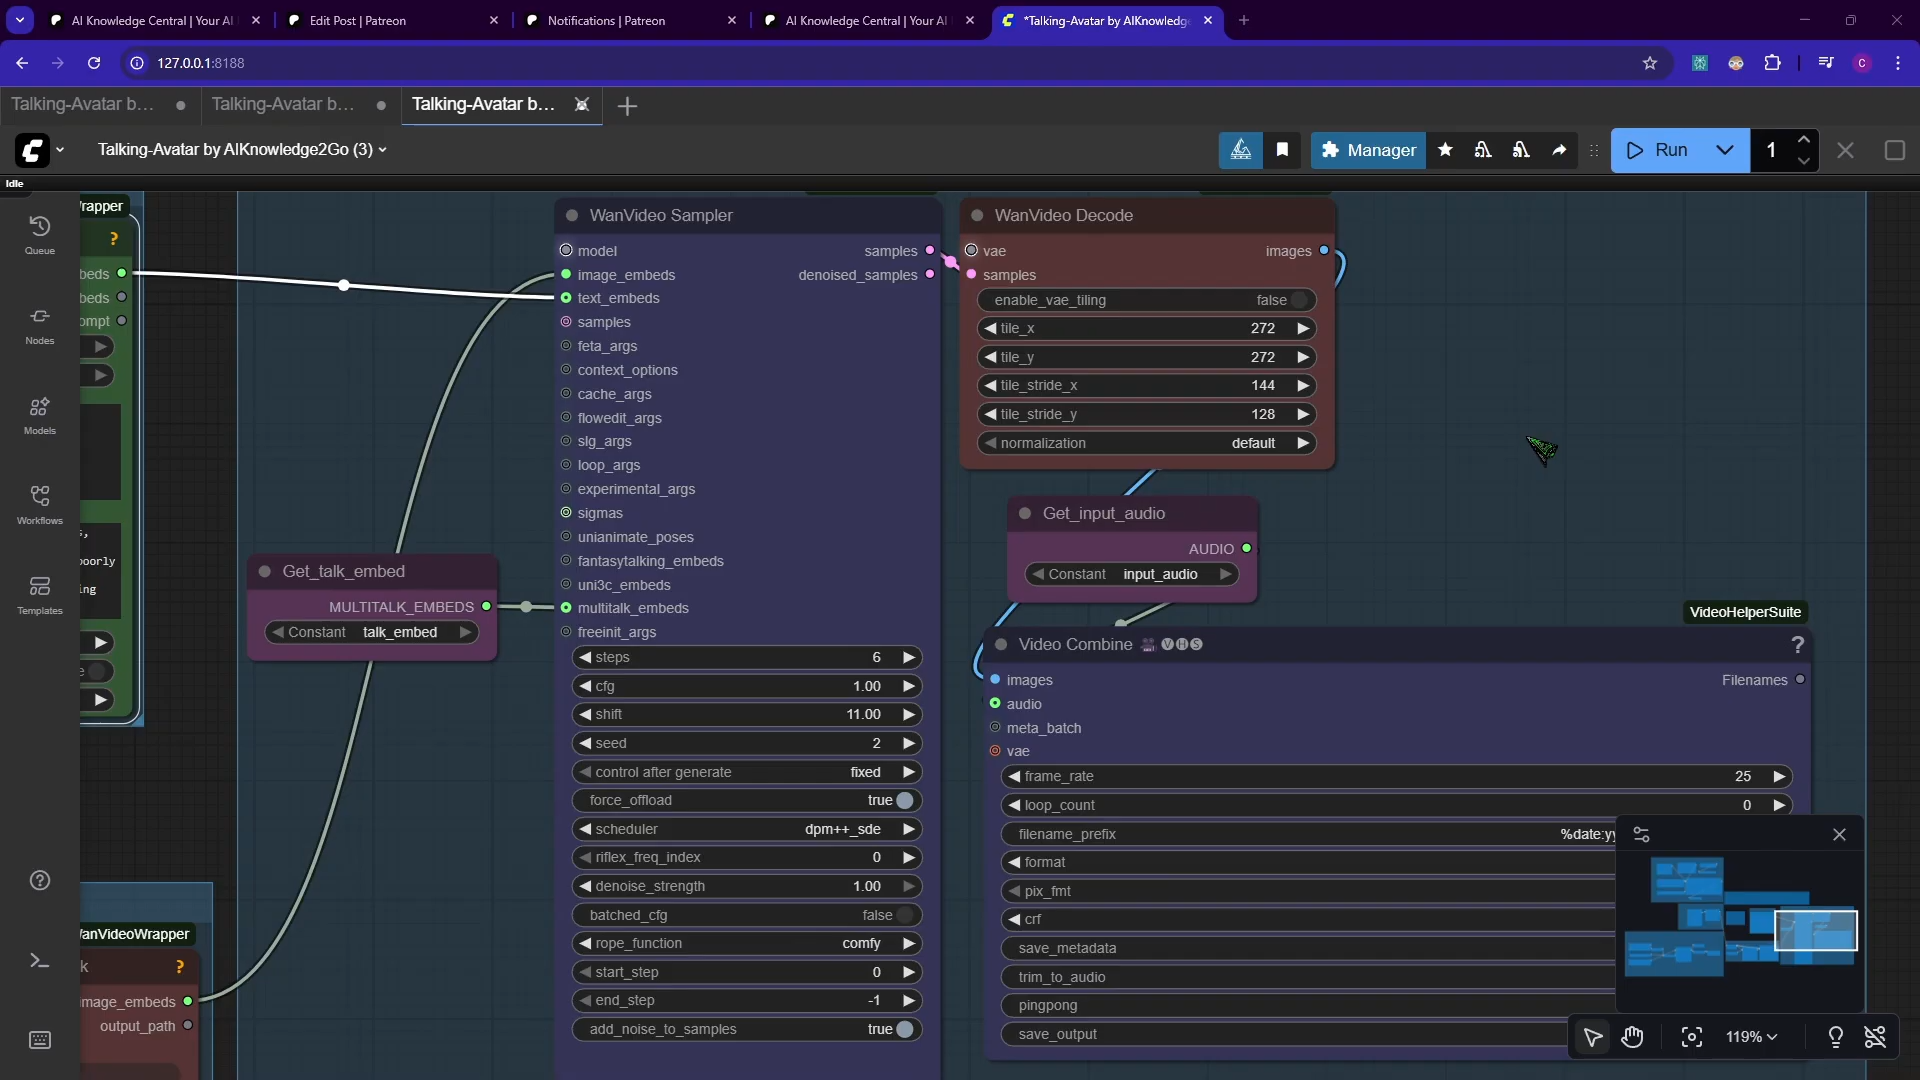 AI Knowledge Central | Your AI
Edit Post | Patreon
Notifications | Patreon
AI Knowledge Central | Your AI
*Talking-Avatar by AIKnowledge
127.0.0.1:8188
C
Talking-Avatar b...
Talking-Avatar b...
Talking-Avatar b...
Talking-Avatar by AIKnowledge2Go (3)
Manager
Run
1
Idle
Queue
Nodes
Models
Workflows
Templates
rapper
?
beds
beds
ompt
s,
poorly
ing
e
Get_talk_embed
MULTITALK_EMBEDS
Constant talk_embed
anVideoWrapper
k
?
image_embeds
output_path
WanVideo Sampler
model samples
image_embeds denoised_samples
text_embeds
samples
feta_args
context_options
cache_args
flowedit_args
slg_args
loop_args
experimental_args
sigmas
unianimate_poses
fantasytalking_embeds
uni3c_embeds
multitalk_embeds
freeinit_args
steps 6
cfg 1.00
shift 11.00
seed 2
control after generate fixed
force_offload true
scheduler dpm++_sde
riflex_freq_index 0
denoise_strength 1.00
batched_cfg false
rope_function comfy
start_step 0
end_step -1
add_noise_to_samples true
WanVideo Decode
vae images
samples
enable_vae_tiling false
tile_x 272
tile_y 272
tile_stride_x 144
tile_stride_y 128
normalization default
Get_input_audio
AUDIO
Constant input_audio
VideoHelperSuite
Video Combine 🎥🅥🅗🅢 ?
images Filenames
audio
meta_batch
vae
frame_rate 25
loop_count 0
filename_prefix %date:yy
format
pix_fmt
crf
save_metadata
trim_to_audio
pingpong
save_output
119%